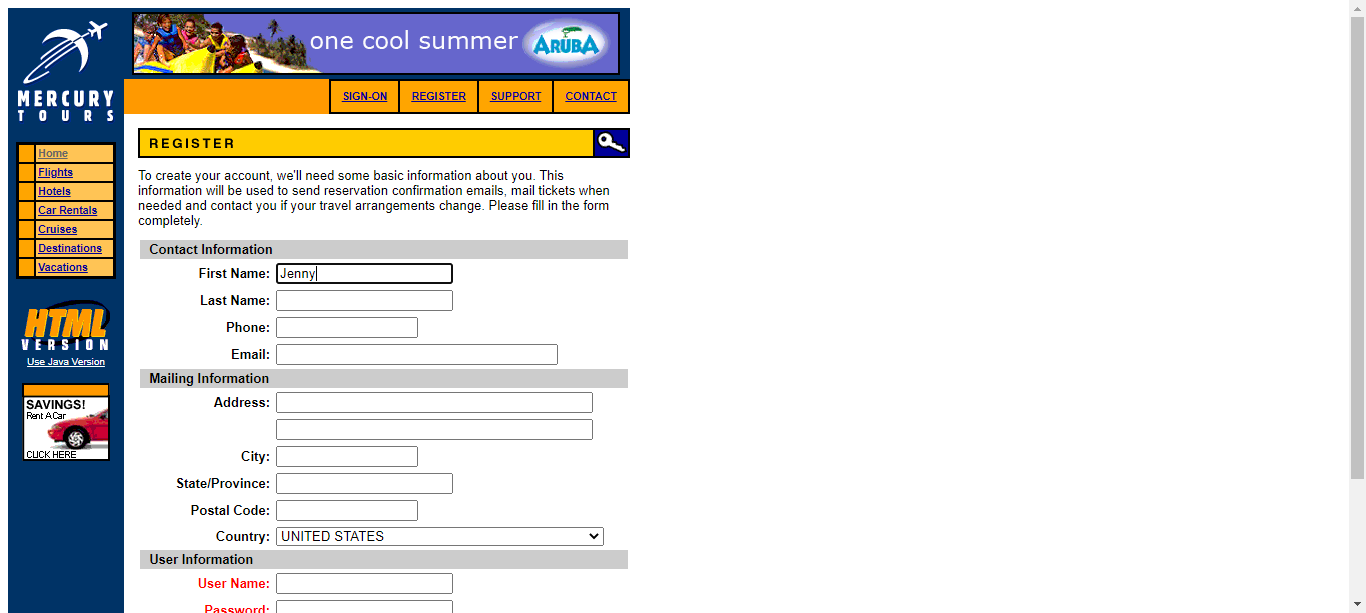 one cool summer ARUBA
MERCURY
TOURS
SIGN-ON REGISTER SUPPORT CONTACT
REGISTER
Home
Flights
Hotels
Car Rentals
Cruises
Destinations
Vacations
HTML
VERSION
Use Java Version
SAVINGS!
Rent A Car
CLICK HERE
To create your account, we'll need some basic information about you. This
information will be used to send reservation confirmation emails, mail tickets when
needed and contact you if your travel arrangements change. Please fill in the form
completely.
Contact Information
First Name: Jenny
Last Name:
Phone:
Email:
Mailing Information
Address:
City:
State/Province:
Postal Code:
Country: UNITED STATES
User Information
User Name:
Password: